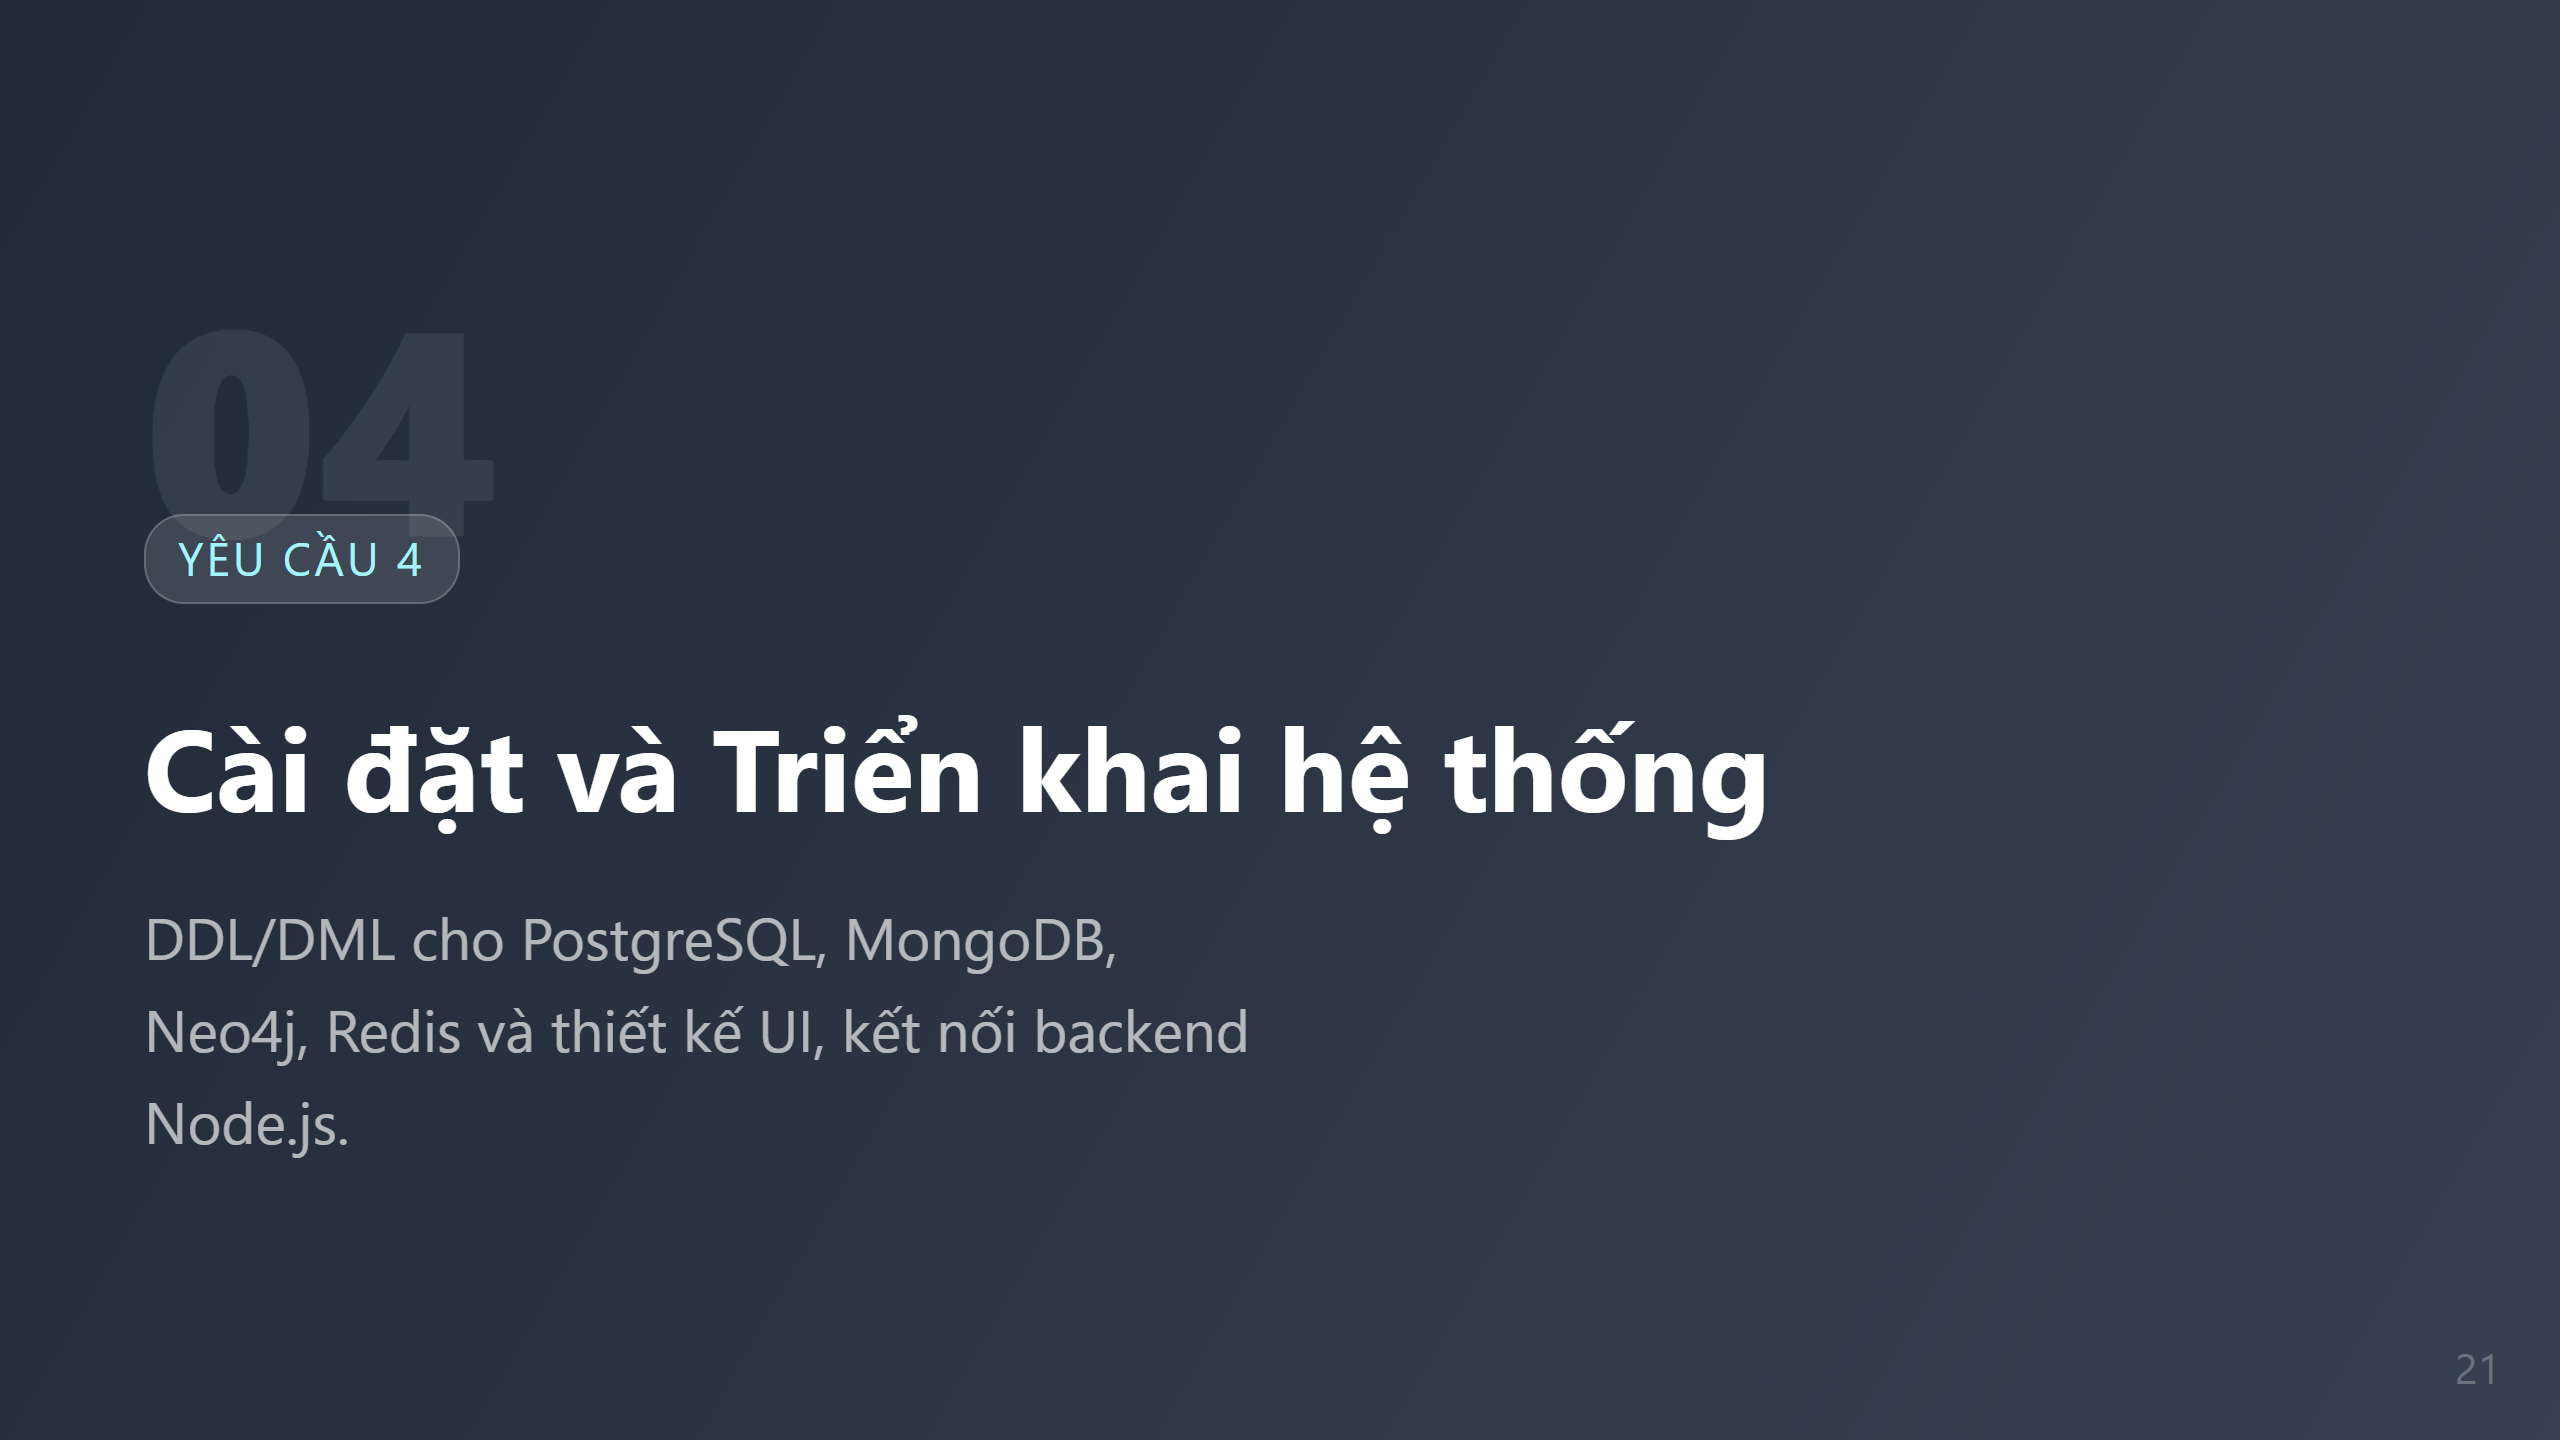 04
YÊU CẦU 4
Cài đặt và Triển khai hệ thống
DDL/DML cho PostgreSQL, MongoDB,
Neo4j, Redis và thiết kế UI, kết nối backend
Node.js.
21